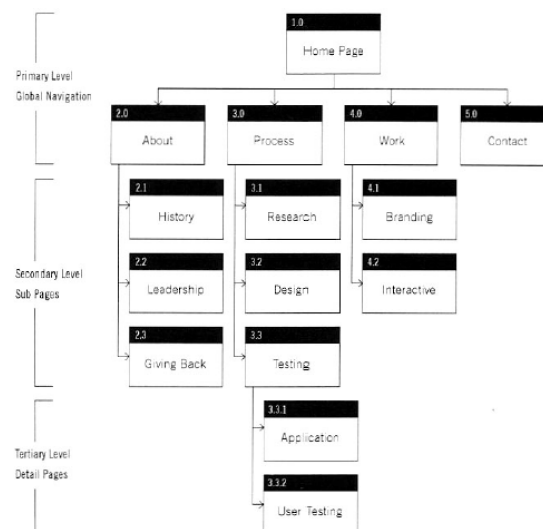 1.0
Home Page
Primary Level
Global Navigation
2.0
About
3.0
Process
4.0
Work
5.0
Contact
Secondary Level
Sub Pages
2.1
History
3.1
Research
4.1
Branding
2.2
Leadership
3.2
Design
4.2
Interactive
2.3
Giving Back
3.3
Testing
Tertiary Level
Detail Pages
3.3.1
Application
3.3.2
User Testing